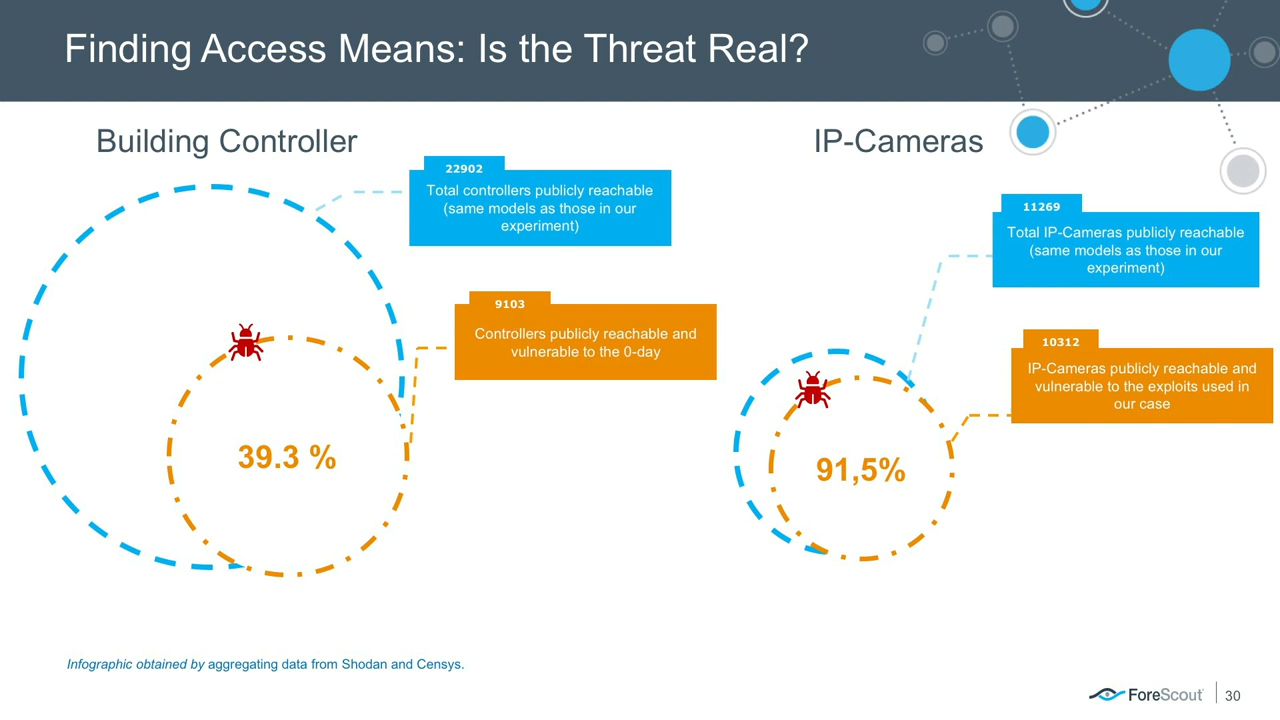 Finding Access Means: Is the Threat Real?
Building Controller
22902
Total controllers publicly reachable
(same models as those in our
experiment)
9103
Controllers publicly reachable and
vulnerable to the 0-day
39.3 %
IP-Cameras
11269
Total IP-Cameras publicly reachable
(same models as those in our
experiment)
10312
IP-Cameras publicly reachable and
vulnerable to the exploits used in
our case
91,5%
Infographic obtained by aggregating data from Shodan and Censys.
ForeScout
30